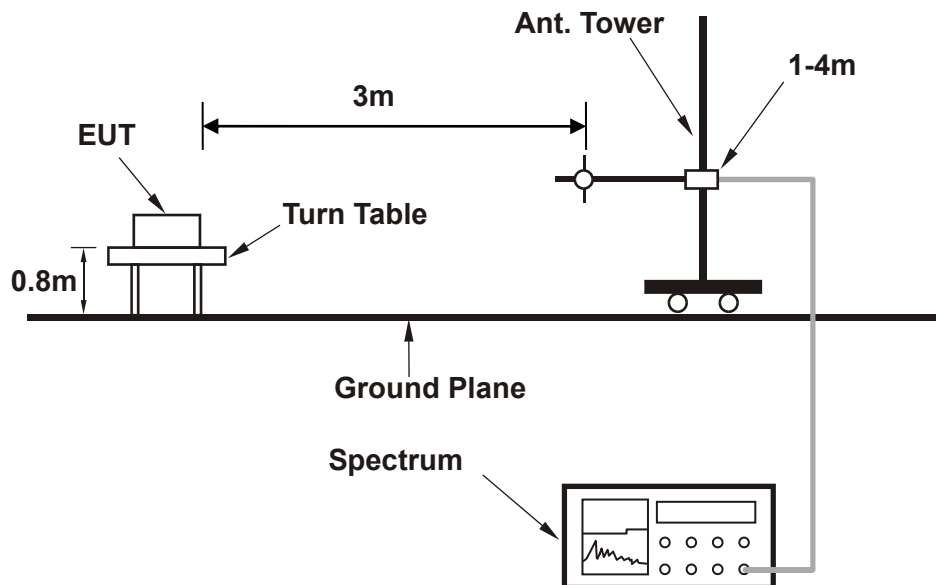 Ant. Tower
1-4m
3m
EUT
Turn Table
0.8m
Ground Plane
Spectrum